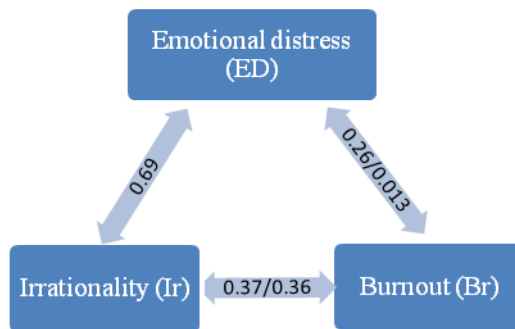 Emotional distress
(ED)
0.69
0.26/0.013
Irrationality (Ir)
0.37/0.36
Burnout (Br)